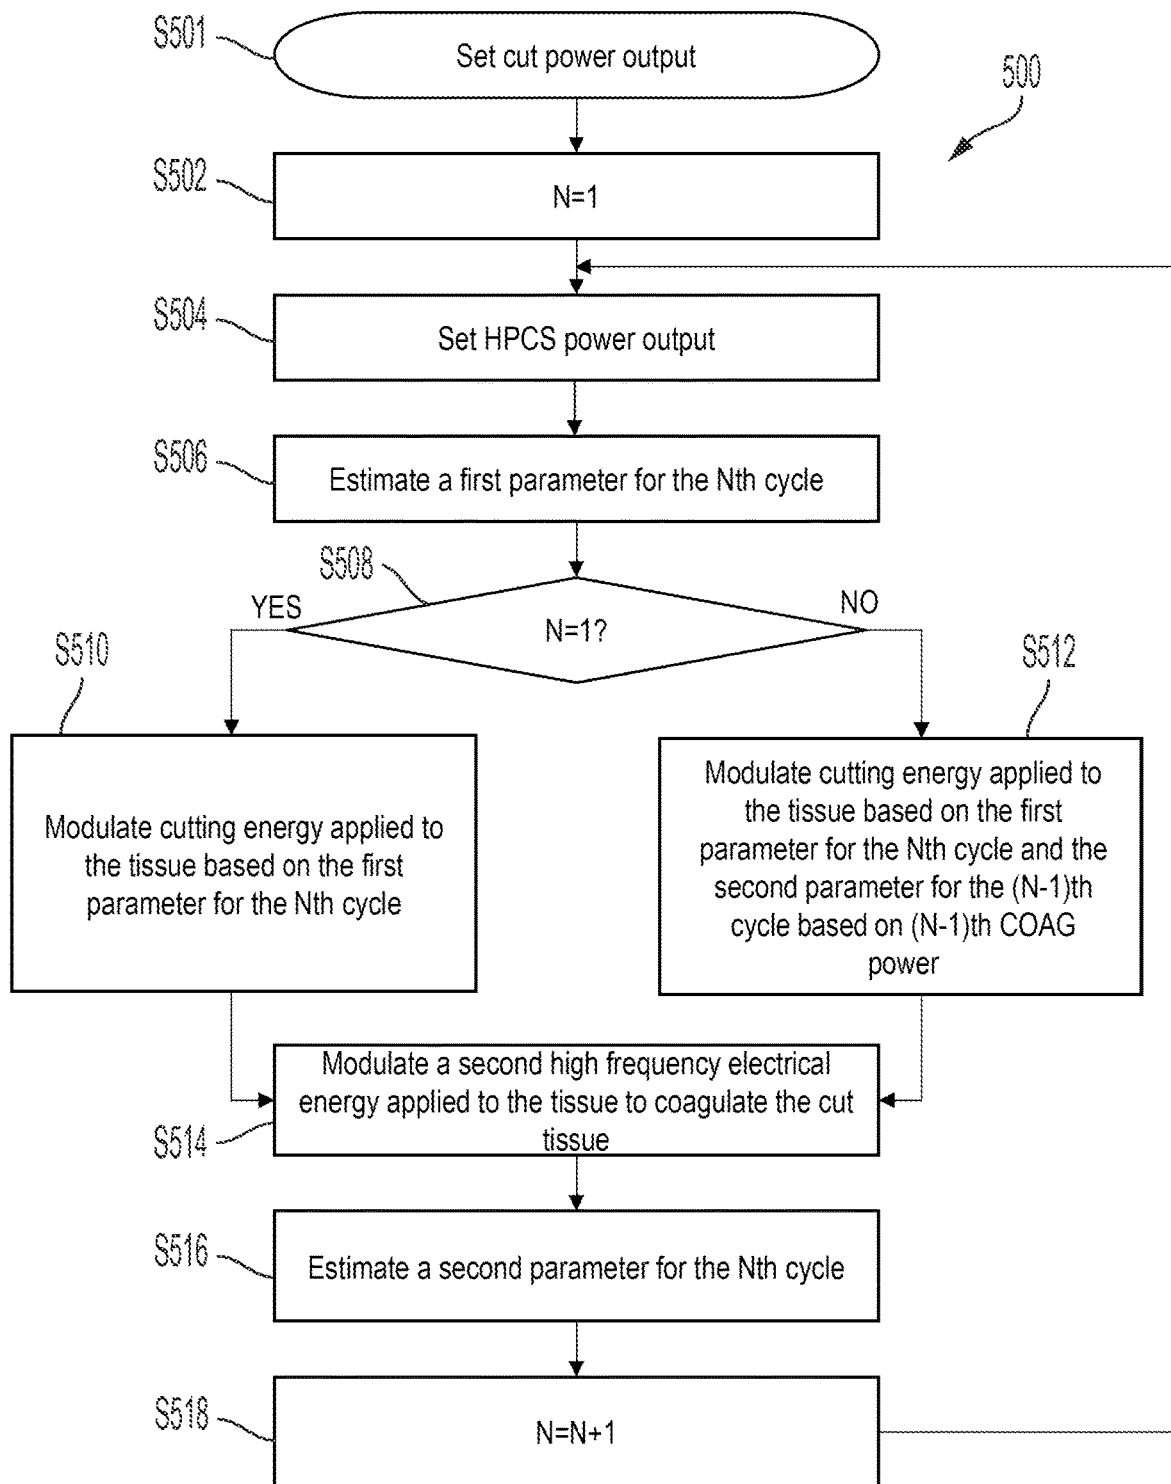 S501
Set cut power output
500
S502
N=1
S504
Set HPCS power output
S506
Estimate a first parameter for the Nth cycle
S508
YES
N=1?
NO
S510
S512
Modulate cutting energy applied to
the tissue based on the first
parameter for the Nth cycle
Modulate cutting energy applied to
the tissue based on the first
parameter for the Nth cycle and the
second parameter for the (N-1)th
cycle based on (N-1)th COAG
power
Modulate a second high frequency electrical
energy applied to the tissue to coagulate the cut
tissue
S514
S516
Estimate a second parameter for the Nth cycle
S518
N=N+1